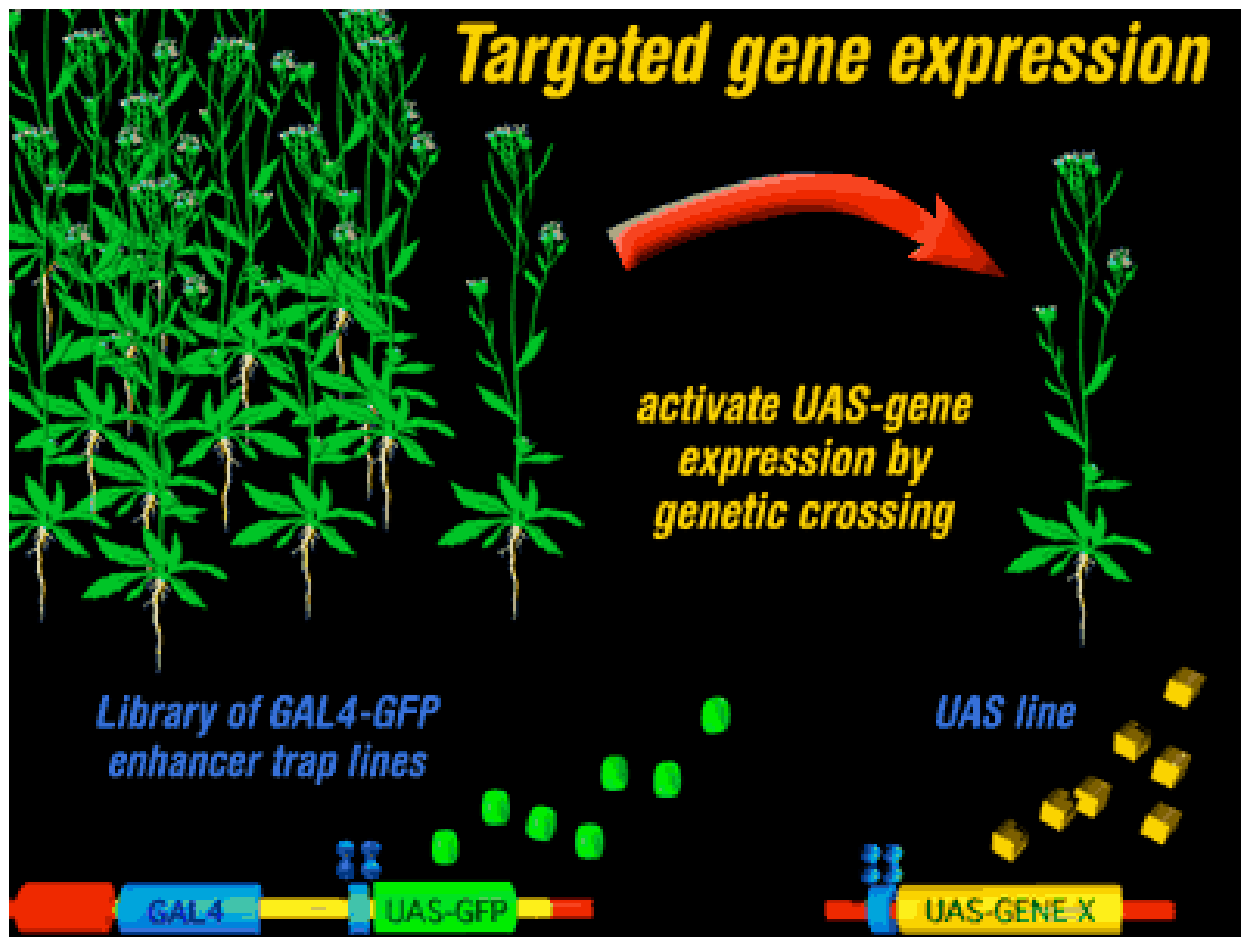 Targeted gene expression
activate UAS-gene
expression by
genetic crossing
Library of GAL4-GFP
enhancer trap lines
UAS line
GAL4
UAS-GFP
UAS-GENE-X